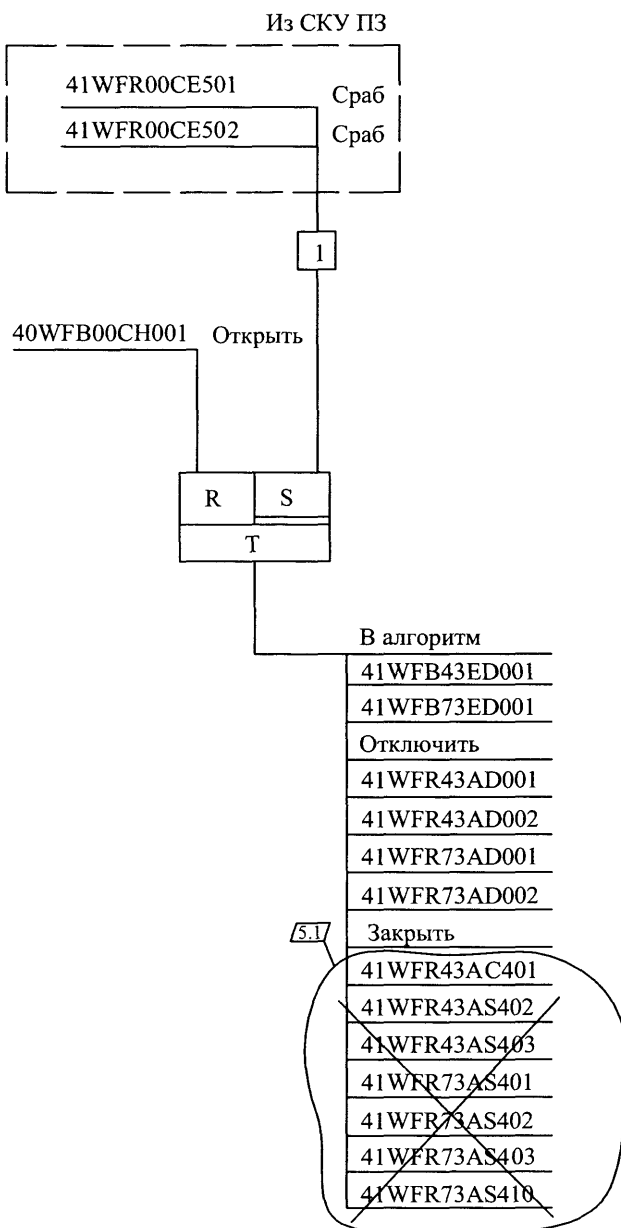 Из СКУ ПЗ
41WFR00CE501 Сраб
41WFR00CE502 Сраб
1
40WFB00CH001 Открыть
R S
T
В алгоритм
41WFB43ED001
41WFB73ED001
Отключить
41WFR43AD001
41WFR43AD002
41WFR73AD001
41WFR73AD002
5.1 Закрыть
41WFR43AC401
41WFR43AS402
41WFR43AS403
41WFR73AS401
41WFR73AS402
41WFR73AS403
41WFR73AS410